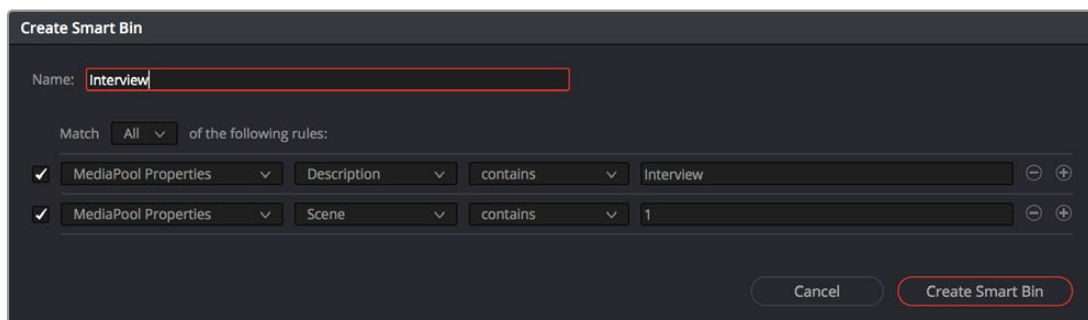 Create Smart Bin
Name: Interview
Match All of the following rules:
MediaPool Properties Description contains Interview
MediaPool Properties Scene contains 1
Cancel Create Smart Bin